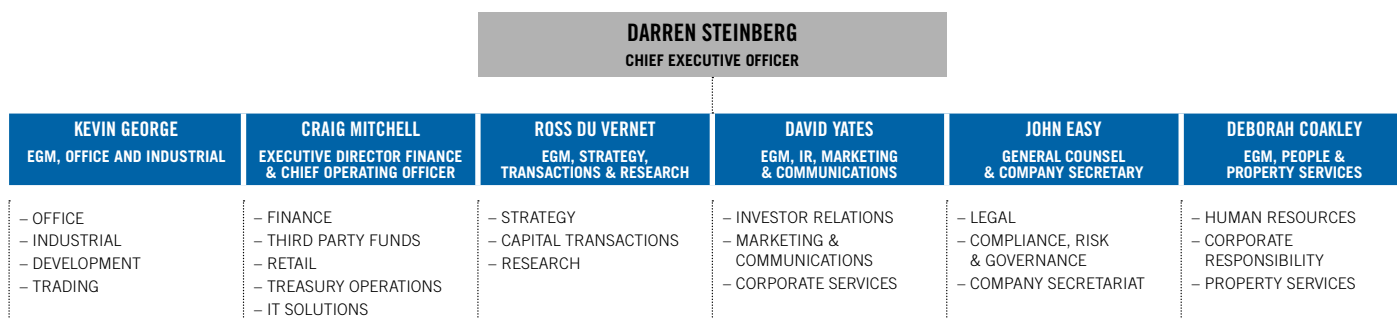 DARREN STEINBERG
CHIEF EXECUTIVE OFFICER
KEVIN GEORGE
EGM, OFFICE AND INDUSTRIAL
– OFFICE
– INDUSTRIAL
– DEVELOPMENT
– TRADING
CRAIG MITCHELL
EXECUTIVE DIRECTOR FINANCE
& CHIEF OPERATING OFFICER
– FINANCE
– THIRD PARTY FUNDS
– RETAIL
– TREASURY OPERATIONS
– IT SOLUTIONS
ROSS DU VERNET
EGM, STRATEGY,
TRANSACTIONS & RESEARCH
– STRATEGY
– CAPITAL TRANSACTIONS
– RESEARCH
DAVID YATES
EGM, IR, MARKETING
& COMMUNICATIONS
– INVESTOR RELATIONS
– MARKETING &
COMMUNICATIONS
– CORPORATE SERVICES
JOHN EASY
GENERAL COUNSEL
& COMPANY SECRETARY
– LEGAL
– COMPLIANCE, RISK
& GOVERNANCE
– COMPANY SECRETARIAT
DEBORAH COAKLEY
EGM, PEOPLE &
PROPERTY SERVICES
– HUMAN RESOURCES
– CORPORATE
RESPONSIBILITY
– PROPERTY SERVICES